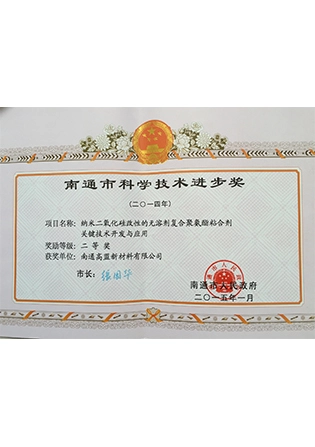 南通市科学技术进步奖
(二〇一四年)
项目名称: 纳米二氧化硅改性的无溶剂复合聚氨酯粘合剂
关键技术开发与应用
奖励等级: 二等奖
获奖单位: 南通高盟新材料有限公司
市长: 张国华
南通市人民政府
二〇一五年一月